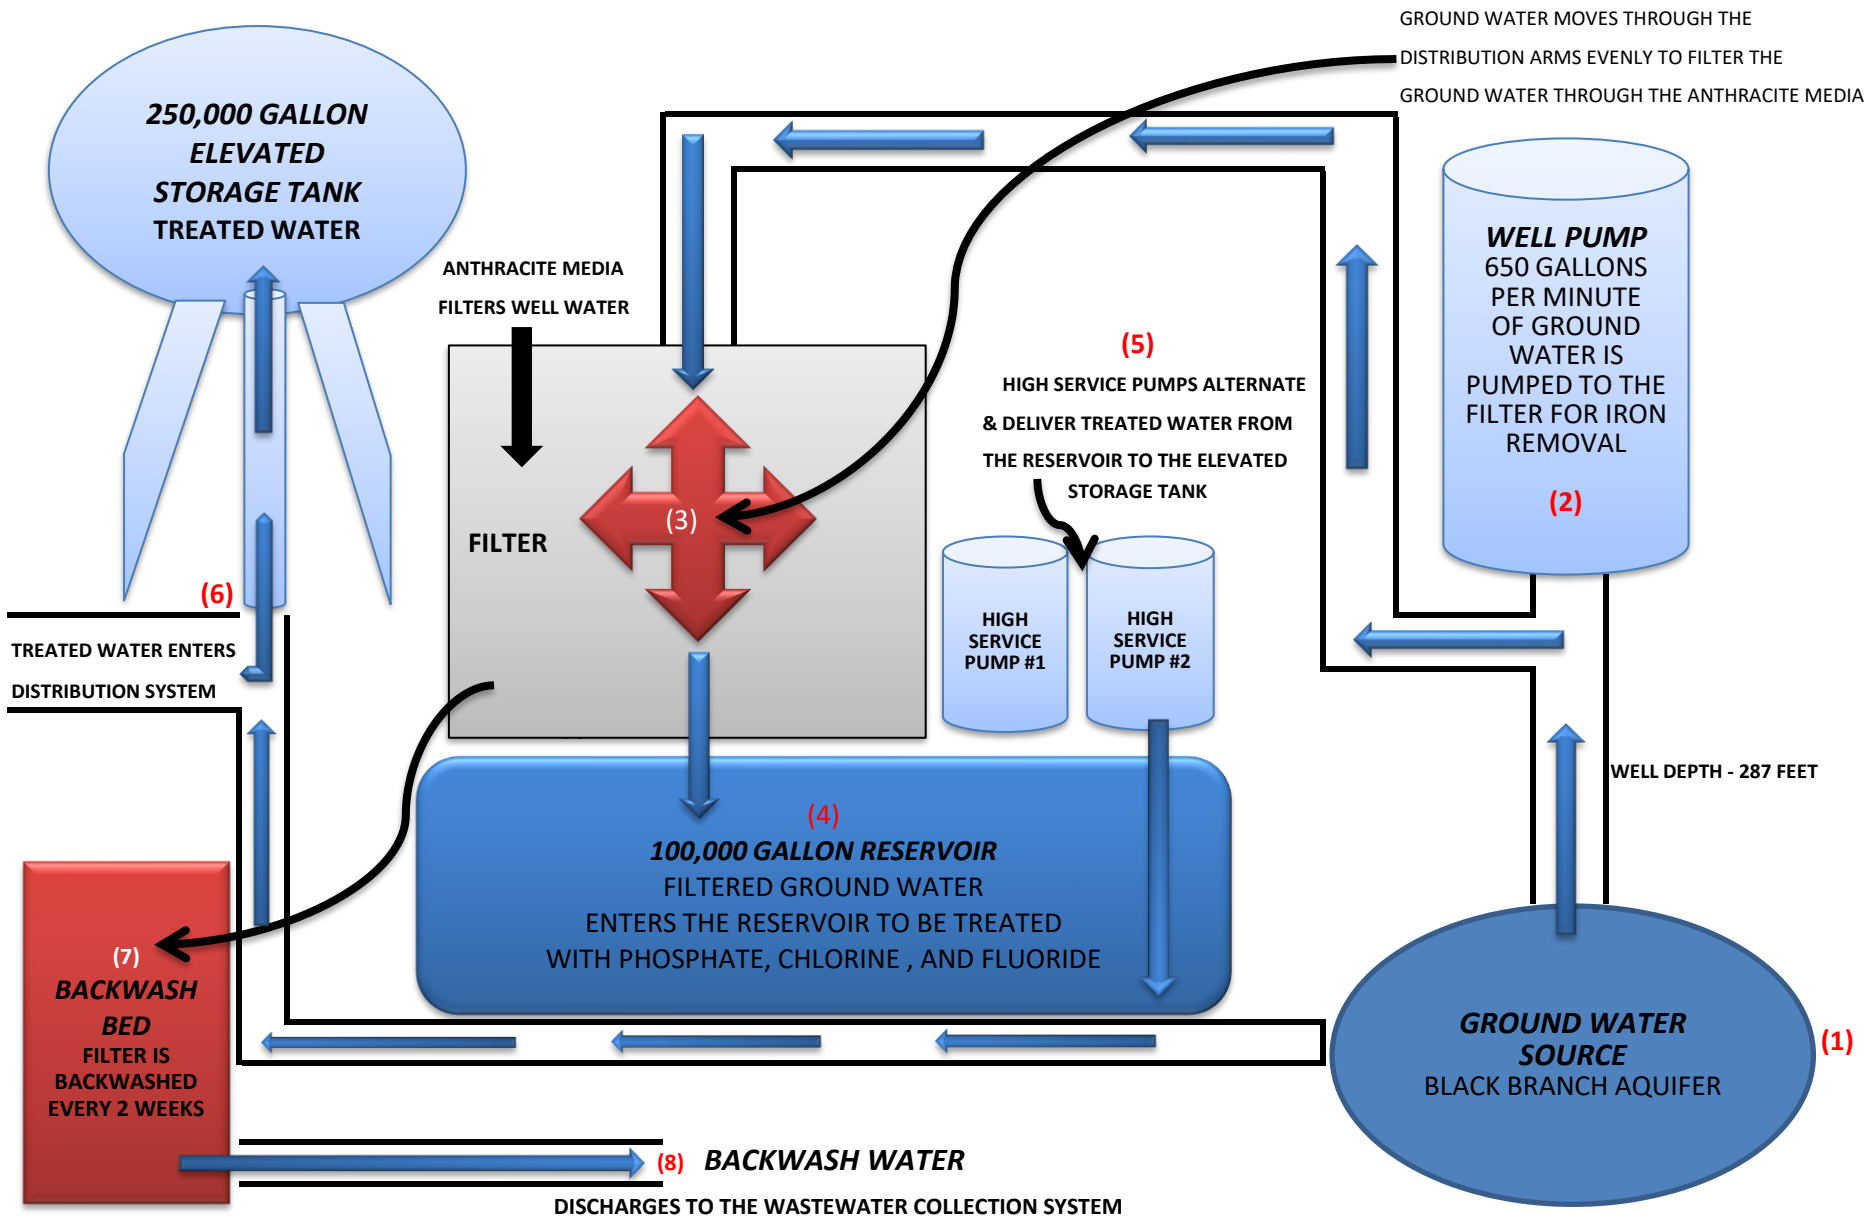 GROUND WATER MOVES THROUGH THE
DISTRIBUTION ARMS EVENLY TO FILTER THE
GROUND WATER THROUGH THE ANTHRACITE MEDIA
250,000 GALLON
ELEVATED
STORAGE TANK
TREATED WATER
ANTHRACITE MEDIA
FILTERS WELL WATER
WELL PUMP
650 GALLONS
PER MINUTE
OF GROUND
WATER IS
PUMPED TO THE
FILTER FOR IRON
REMOVAL
(2)
(5)
HIGH SERVICE PUMPS ALTERNATE
& DELIVER TREATED WATER FROM
THE RESERVOIR TO THE ELEVATED
STORAGE TANK
(3)
FILTER
HIGH
SERVICE
PUMP #1
HIGH
SERVICE
PUMP #2
(6)
TREATED WATER ENTERS
DISTRIBUTION SYSTEM
WELL DEPTH - 287 FEET
(4)
100,000 GALLON RESERVOIR
FILTERED GROUND WATER
ENTERS THE RESERVOIR TO BE TREATED
WITH PHOSPHATE, CHLORINE , AND FLUORIDE
(7)
BACKWASH
BED
FILTER IS
BACKWASHED
EVERY 2 WEEKS
GROUND WATER
SOURCE
BLACK BRANCH AQUIFER
(1)
(8) BACKWASH WATER
DISCHARGES TO THE WASTEWATER COLLECTION SYSTEM